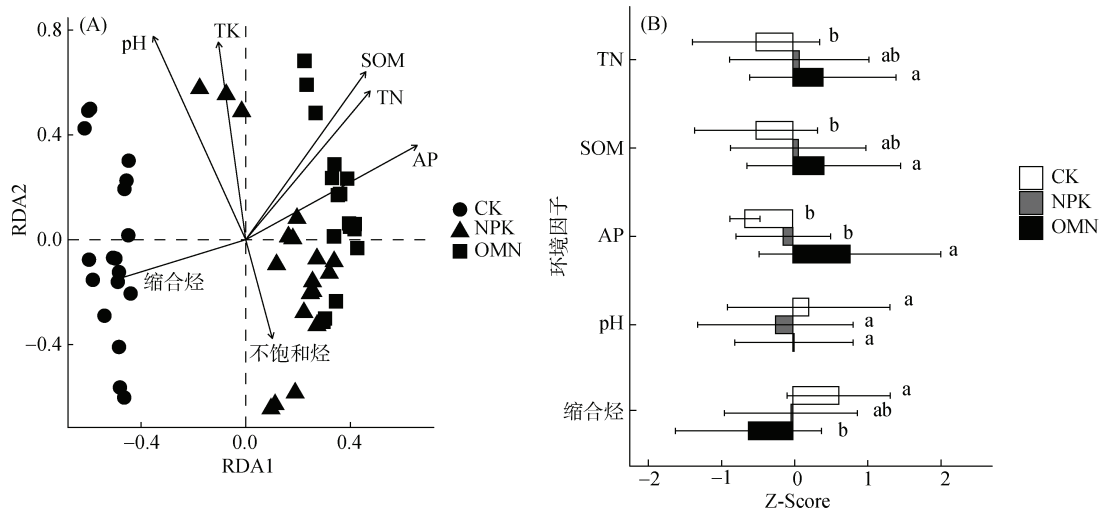 (A)
0.8
0.4
0.0
−0.4
RDA2
pH
TK
SOM
TN
AP
缩合烃
不饱和烃
CK
NPK
OMN
−0.4
0.0
0.4
RDA1
(B)
TN
SOM
AP
pH
缩合烃
环境因子
b
ab
a
b
ab
a
b
b
a
a
a
a
a
ab
b
CK
NPK
OMN
−2
−1
0
1
2
Z-Score